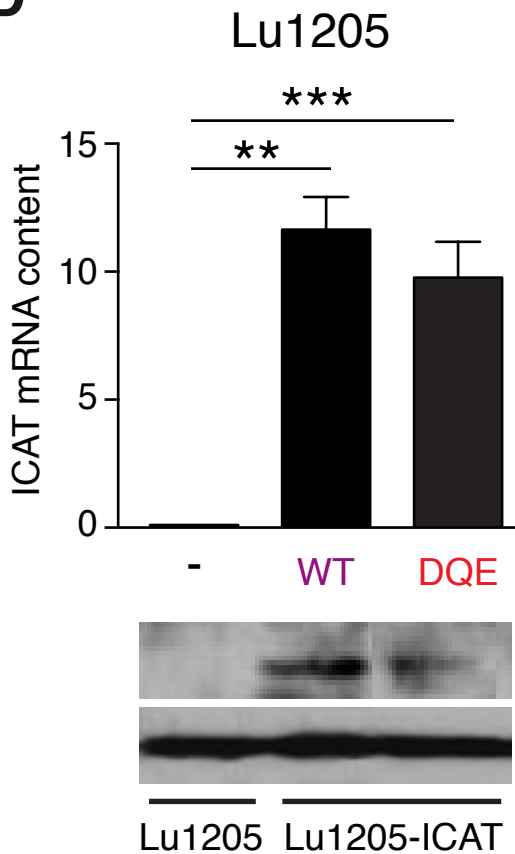 Lu1205
***
**
15
10
5
0
ICAT mRNA content
- WT DQE
Lu1205 Lu1205-ICAT